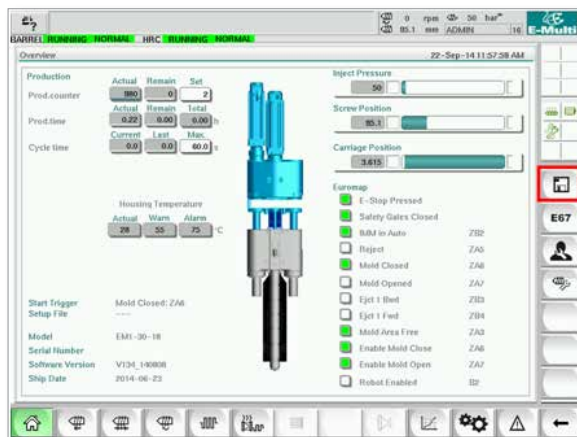 0 rpm 50 bar"
85.1 mm ADMIN 16
E-Multi
BARREL RUNNING NORMAL HRC RUNNING NORMAL
Overview 22-Sep-14 11:57:58 AM
Production
Actual Remain Set
Prod.counter 980 0 2
Actual Remain Total
Prod.time 0.22 0.00 0.00 h
Current Last Max.
Cycle time 0.0 0.0 60.0 s
Housing Temperature
Actual Warn Alarm
28 55 75 °C
Start Trigger Mold Closed: ZA6
Setup File ----
Model EM1-30-18
Serial Number
Software Version V134_140808
Ship Date 2014-06-23
Inject Pressure
50
Screw Position
85.1
Carriage Position
3.615
Euromap
E-Stop Pressed
Safety Gates Closed
IMM in Auto ZB2
Reject ZA5
Mold Closed ZA6
Mold Opened ZA7
Eject 1 Bwd ZB3
Eject 1 Fwd ZB4
Mold Area Free ZA3
Enable Mold Close ZA6
Enable Mold Open ZA7
Robot Enabled B2
E67